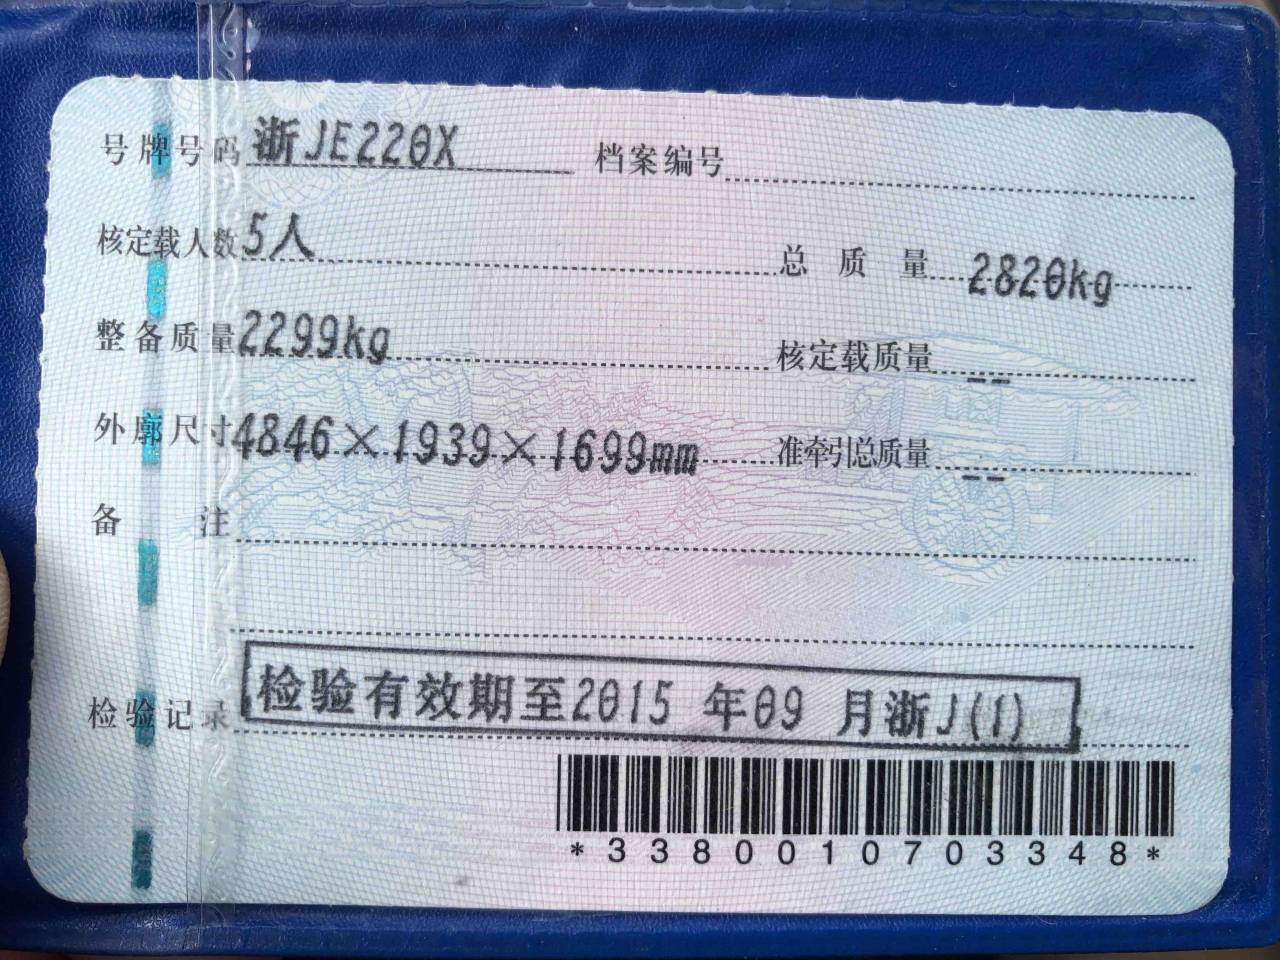 号牌号码 浙JE220X 档案编号
核定载人数 5人 总质量 2820kg
整备质量 2299kg 核定载质量 --
外廓尺寸 4846×1939×1699mm 准牵引总质量 --
备注
检验记录 检验有效期至2015 年09 月浙J(1)
*3380010703348*